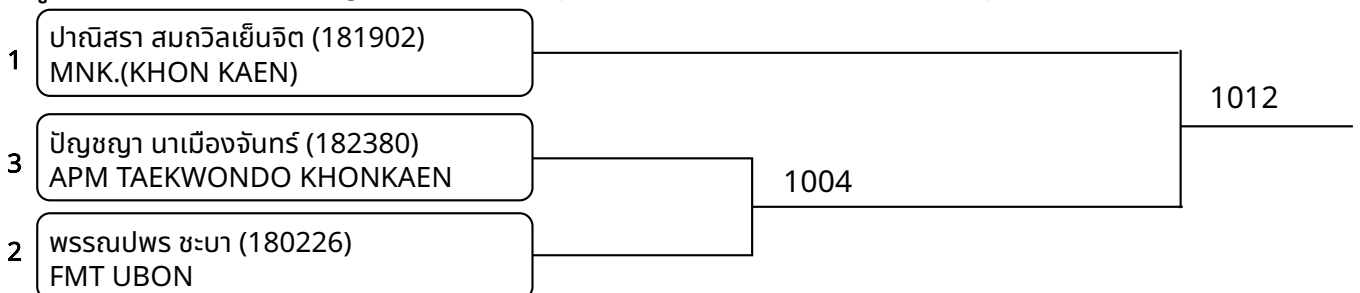 1
ปาณิสรา สมถวิลเย็นจิต (181902)
MNK.(KHON KAEN)
1012
3
ปัญชญา นาเมืองจันทร์ (182380)
APM TAEKWONDO KHONKAEN
1004
2
พรรณปพร ชะบา (180226)
FMT UBON